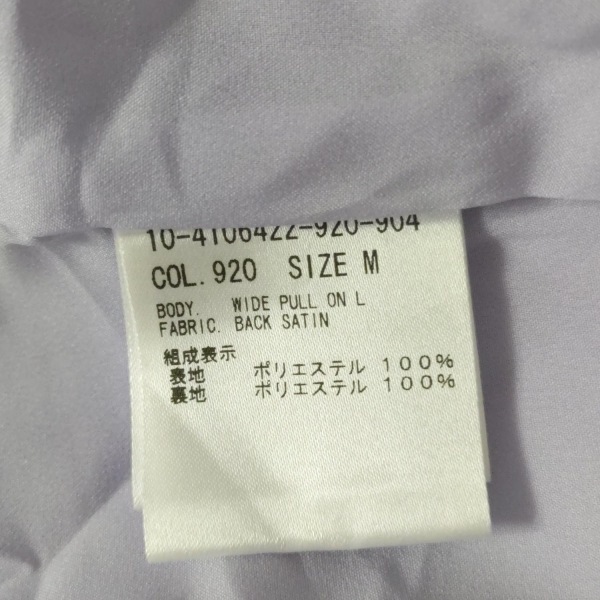 10-4106422-920-904
COL.920 SIZE M
BODY. WIDE PULL ON L
FABRIC. BACK SATIN
組成表示
表地 ポリエステル 100%
裏地 ポリエステル 100%